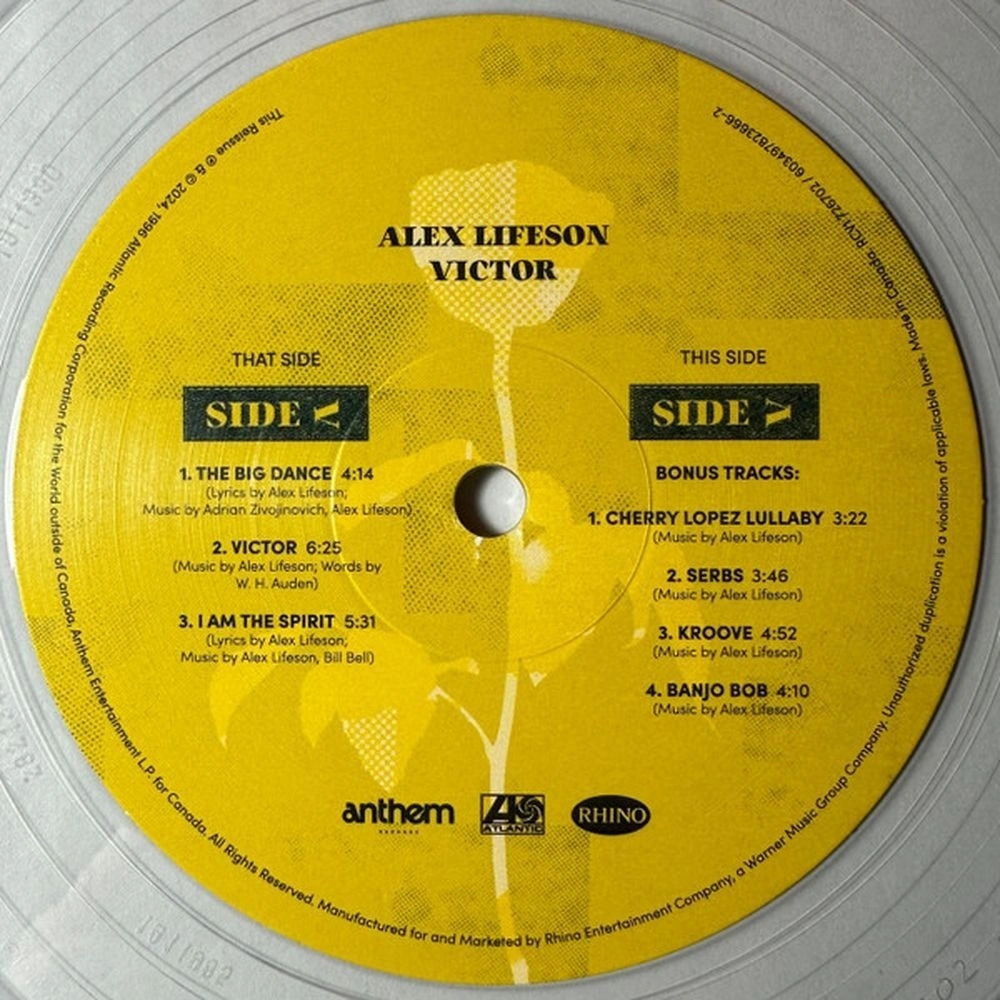 ALEX LIFESON
VICTOR
THAT SIDE
SIDE <
1. THE BIG DANCE 4:14
(Lyrics by Alex Lifeson;
Music by Adrian Zivojinovich, Alex Lifeson)
2. VICTOR 6:25
(Music by Alex Lifeson; Words by
W. H. Auden)
3. I AM THE SPIRIT 5:31
(Lyrics by Alex Lifeson;
Music by Alex Lifeson, Bill Bell)
THIS SIDE
SIDE >
BONUS TRACKS:
1. CHERRY LOPEZ LULLABY 3:22
(Music by Alex Lifeson)
2. SERBS 3:46
(Music by Alex Lifeson)
3. KROOVE 4:52
(Music by Alex Lifeson)
4. BANJO BOB 4:10
(Music by Alex Lifeson)
anthem
RECORDS
ATLANTIC
RHINO
This Reissue ℗ & © 2024, 1996 Atlantic Recording Corporation for the World outside of Canada. Anthem Entertainment L.P. for Canada. All Rights Reserved. Manufactured for and Marketed by Rhino Entertainment Company, a Warner Music Group Company. Unauthorized duplication is a violation of applicable laws. Made in Canada. RCV1 726702 / 603497823666-2